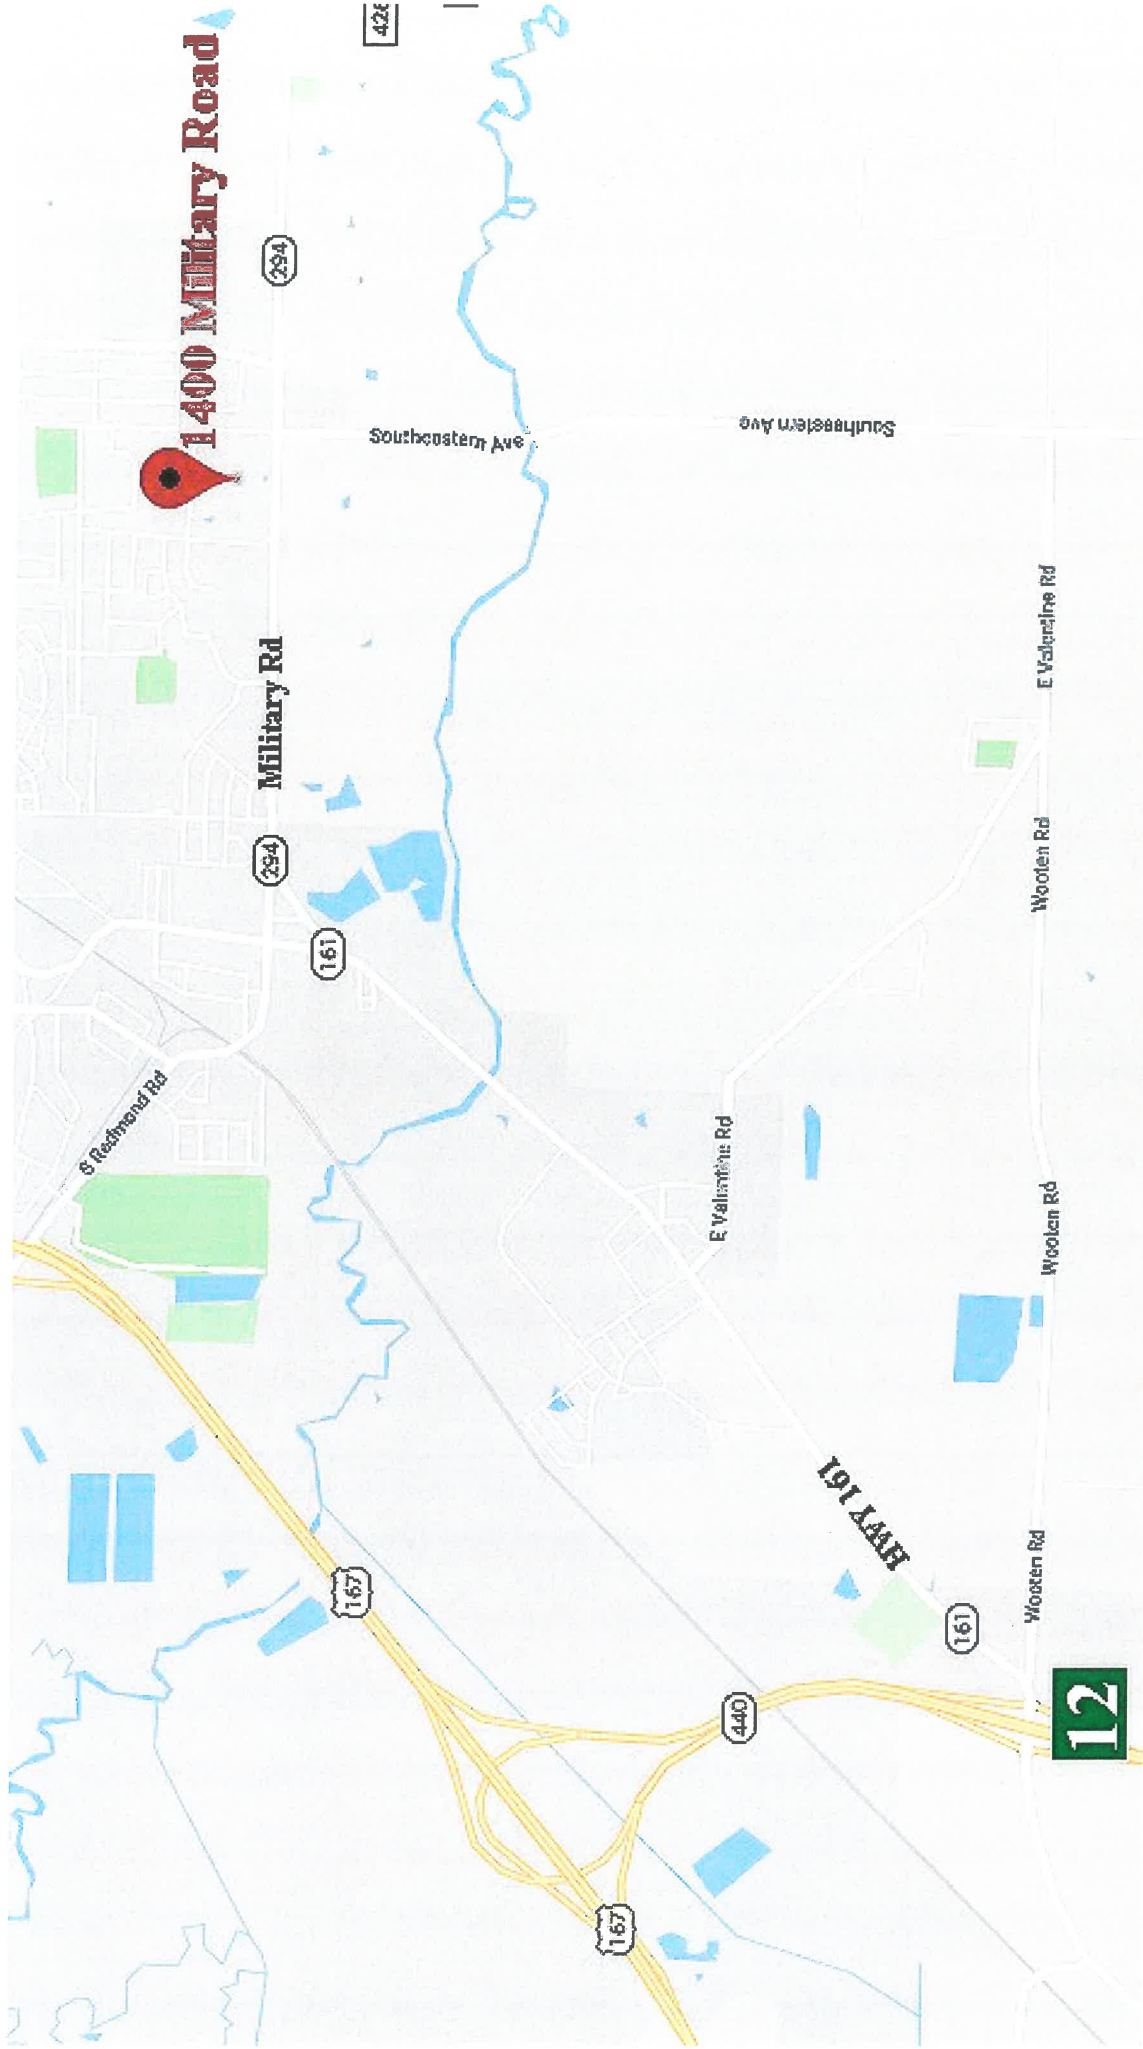 428
1400 Military Road
294
Southeastern Ave
Southeastern Ave
Military Rd
E Valentine Rd
294
Wooten Rd
161
S Redmond Rd
E Valentine Rd
Wooten Rd
HWY 161
167
Wooten Rd
161
440
12
167